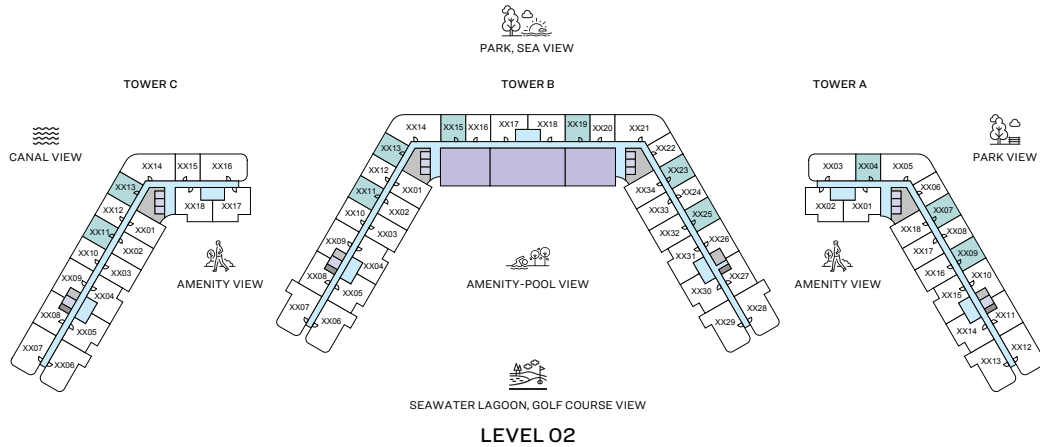 PARK, SEA VIEW
TOWER C
TOWER B
TOWER A
CANAL VIEW
PARK VIEW
XX14
XX15
XX16
XX13
XX12
XX11
XX10
XX09
XX08
XX07
XX06
XX05
XX04
XX03
XX02
XX01
XX18
XX17
XX14
XX15
XX16
XX17
XX18
XX19
XX20
XX21
XX13
XX12
XX11
XX10
XX09
XX08
XX07
XX06
XX05
XX04
XX03
XX02
XX01
XX22
XX23
XX24
XX25
XX26
XX27
XX28
XX29
XX30
XX31
XX32
XX33
XX34
XX03
XX04
XX05
XX02
XX01
XX06
XX07
XX08
XX09
XX10
XX11
XX12
XX13
XX14
XX15
XX16
XX17
XX18
AMENITY VIEW
AMENITY-POOL VIEW
AMENITY VIEW
SEAWATER LAGOON, GOLF COURSE VIEW
LEVEL 02